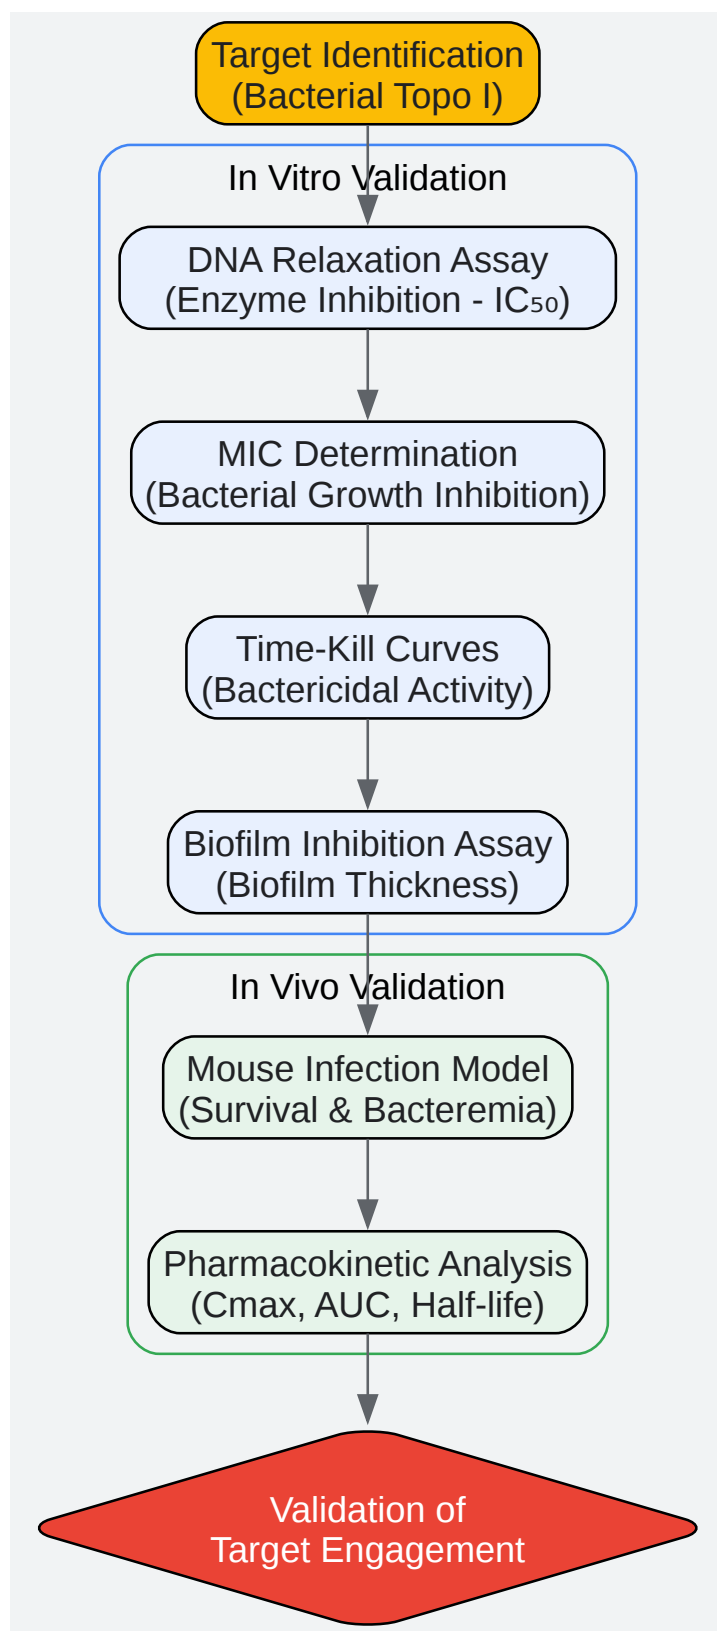 Target Identification
(Bacterial Topo I)
In Vitro Validation
DNA Relaxation Assay
(Enzyme Inhibition - IC₅₀)
MIC Determination
(Bacterial Growth Inhibition)
Time-Kill Curves
(Bactericidal Activity)
Biofilm Inhibition Assay
(Biofilm Thickness)
In Vivo Validation
Mouse Infection Model
(Survival & Bacteremia)
Pharmacokinetic Analysis
(Cmax, AUC, Half-life)
Validation of
Target Engagement